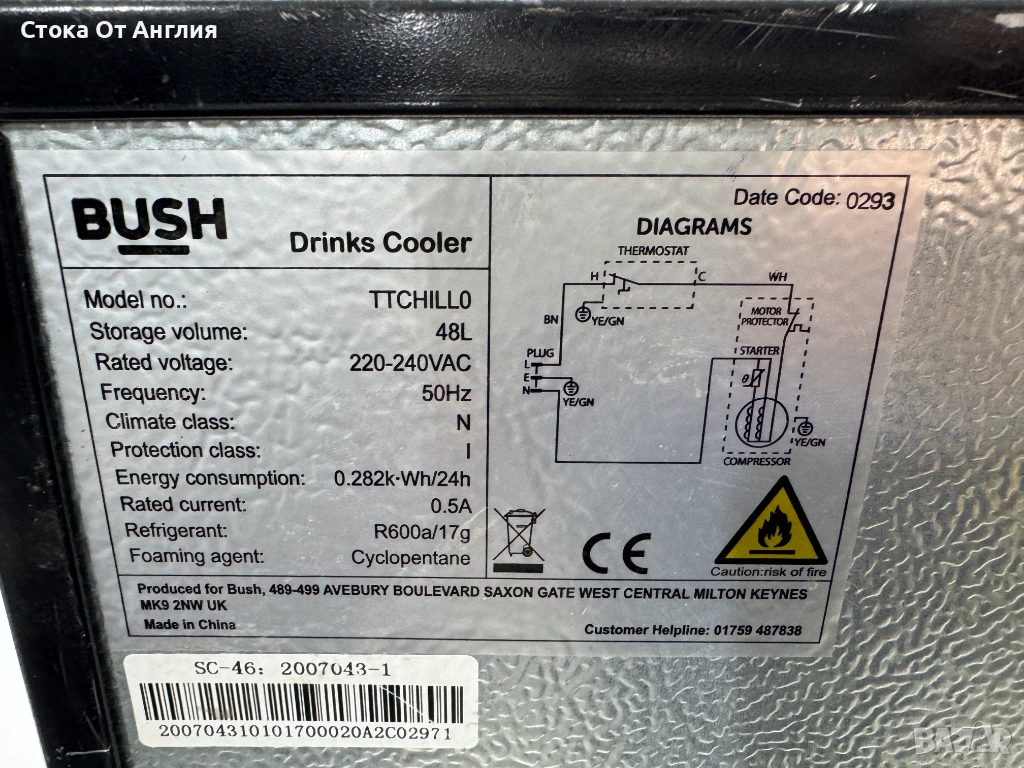 Стока От Англия
BUSH
Drinks Cooler
Model no.: TTCHILL0
Storage volume: 48L
Rated voltage: 220-240VAC
Frequency: 50Hz
Climate class: N
Protection class: I
Energy consumption: 0.282k·Wh/24h
Rated current: 0.5A
Refrigerant: R600a/17g
Foaming agent: Cyclopentane
Date Code: 0293
DIAGRAMS
THERMOSTAT
H C WH
YE/GN
BN
MOTOR
PROTECTOR
PLUG
STARTER
L
E
N
θ
YE/GN
YE/GN
COMPRESSOR
CE
Caution:risk of fire
Produced for Bush, 489-499 AVEBURY BOULEVARD SAXON GATE WEST CENTRAL MILTON KEYNES
MK9 2NW UK
Made in China
Customer Helpline: 01759 487838
SC-46: 2007043-1
200704310101700020A2C02971
BAZAR